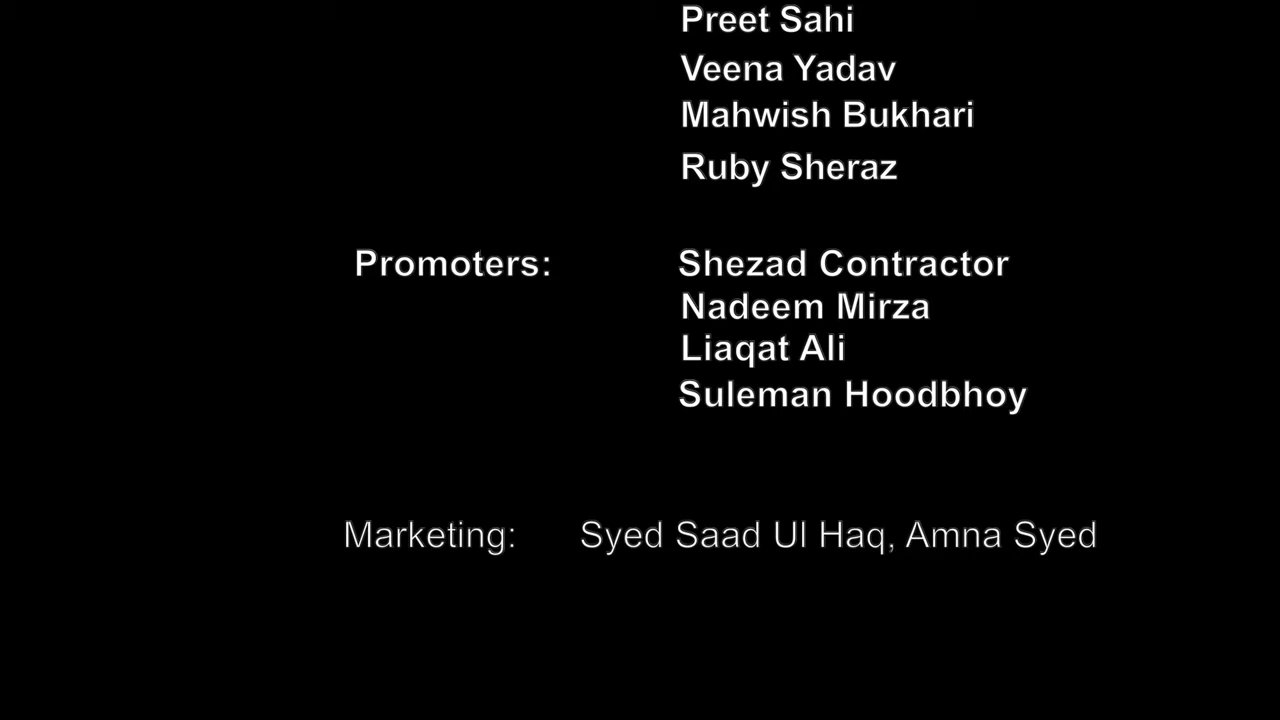 Preet Sahi
Veena Yadav
Mahwish Bukhari
Ruby Sheraz
Promoters: Shezad Contractor
Nadeem Mirza
Liaqat Ali
Suleman Hoodbhoy
Marketing: Syed Saad Ul Haq, Amna Syed